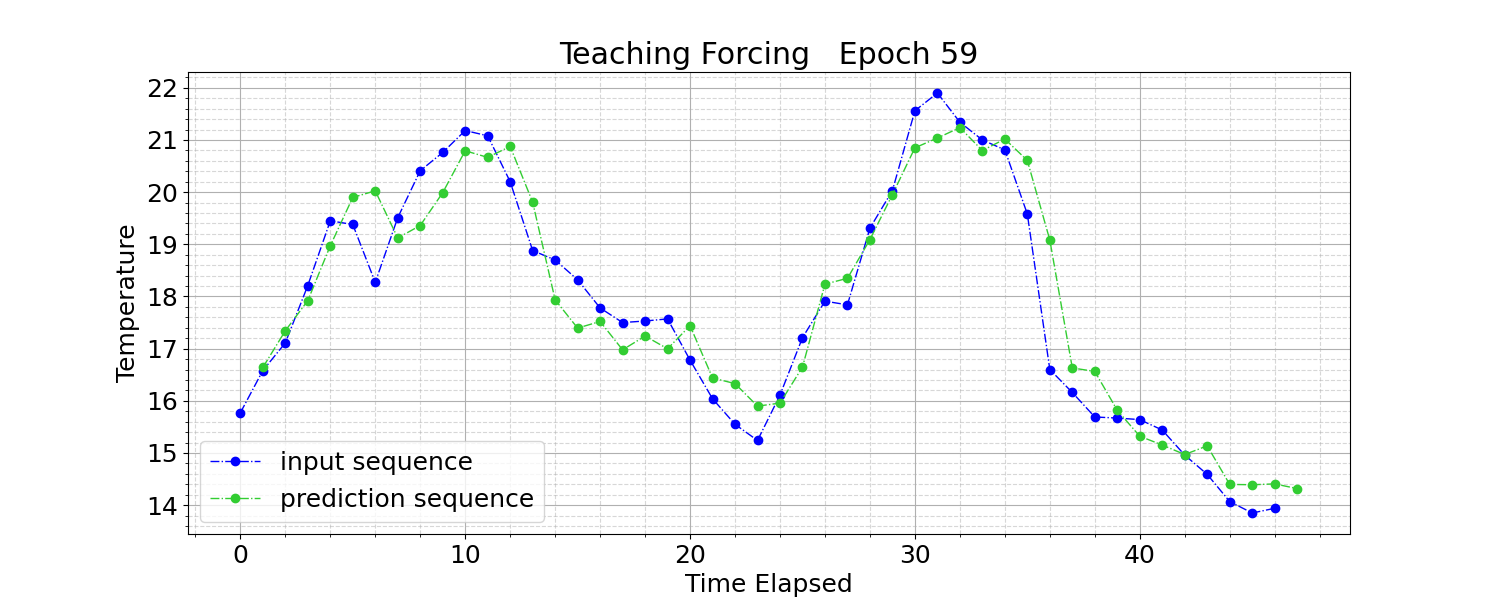 Teaching Forcing   Epoch 59
22
21
20
19
18
17
16
15
14
Temperature
input sequence
prediction sequence
0 10 20 30 40
Time Elapsed